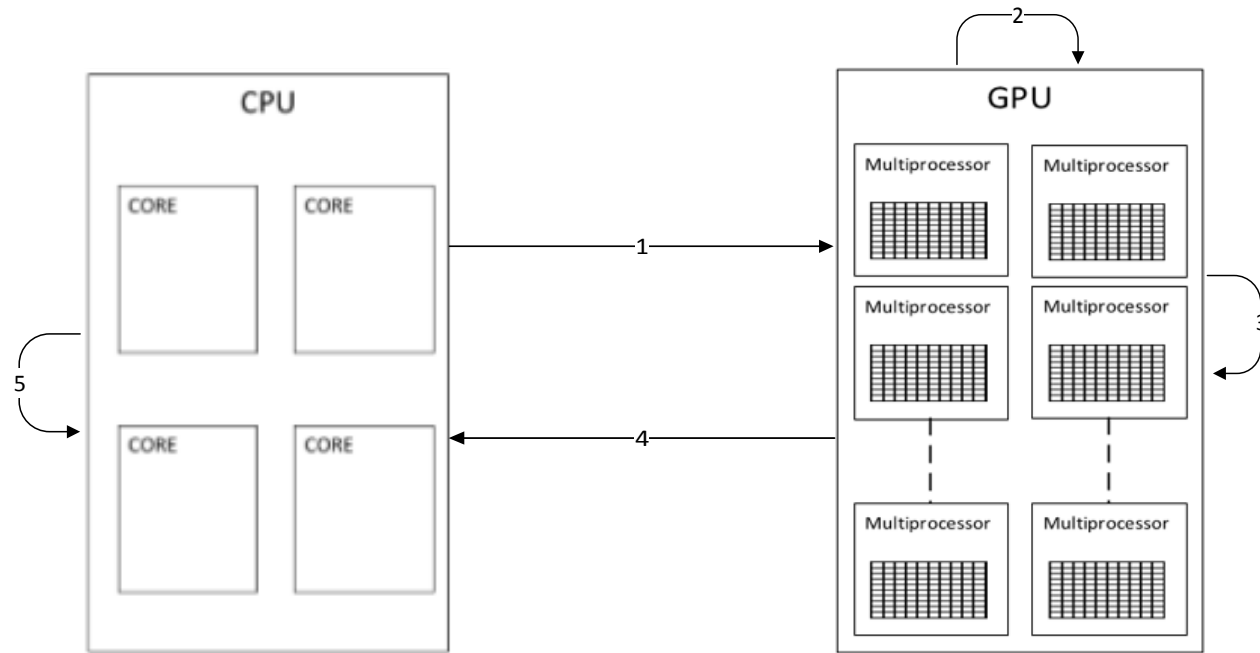 2
CPU
GPU
CORE
CORE
Multiprocessor
Multiprocessor
1
Multiprocessor
Multiprocessor
3
5
4
CORE
CORE
Multiprocessor
Multiprocessor